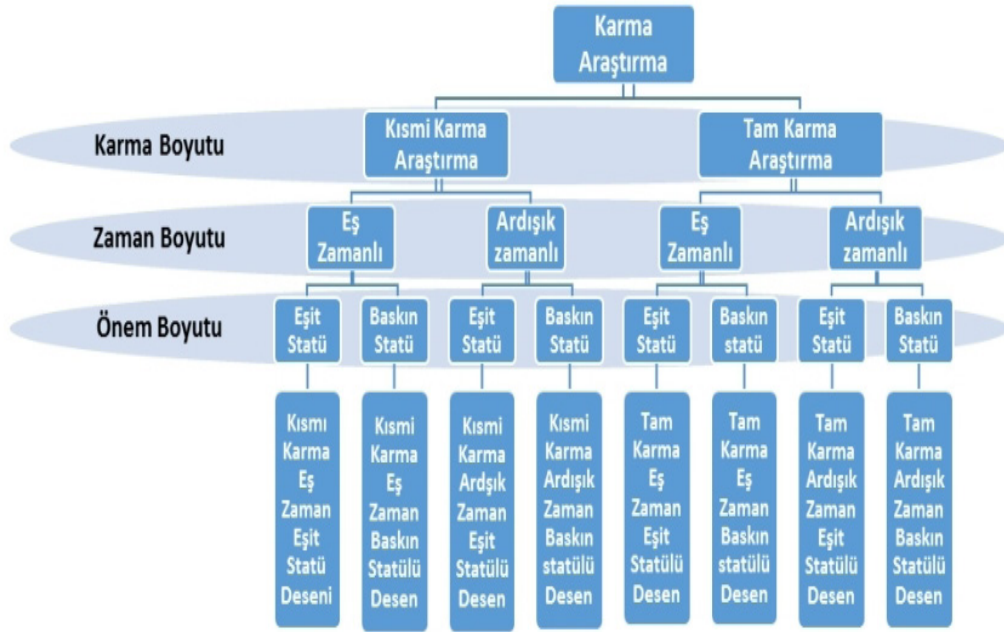 Karma
Araştırma
Karma Boyutu
Kısmi Karma
Araştırma
Tam Karma
Araştırma
Zaman Boyutu
Eş
Zamanlı
Ardışık
zamanlı
Eş
Zamanlı
Ardışık
zamanlı
Önem Boyutu
Eşit
Statü
Baskın
Statü
Eşit
Statü
Baskın
Statü
Eşit
Statü
Baskın
statü
Eşit
Statü
Baskın
Statü
Kısmı
Karma
Eş
Zaman
Eşit
Statü
Deseni
Kısmi
Karma
Eş
Zaman
Baskın
Statülü
Desen
Kısmi
Karma
Ardşık
Zaman
Eşit
Statülü
Desen
Kısmi
Karma
Ardışık
Zaman
Baskın
statülü
Desen
Tam
Karma
Eş
Zaman
Eşit
Statülü
Desen
Tam
Karma
Eş
Zaman
Baskın
statülü
Desen
Tam
Karma
Ardışık
Zaman
Eşit
Statülü
Desen
Tam
Karma
Ardışık
Zaman
Baskın
Statülü
Desen